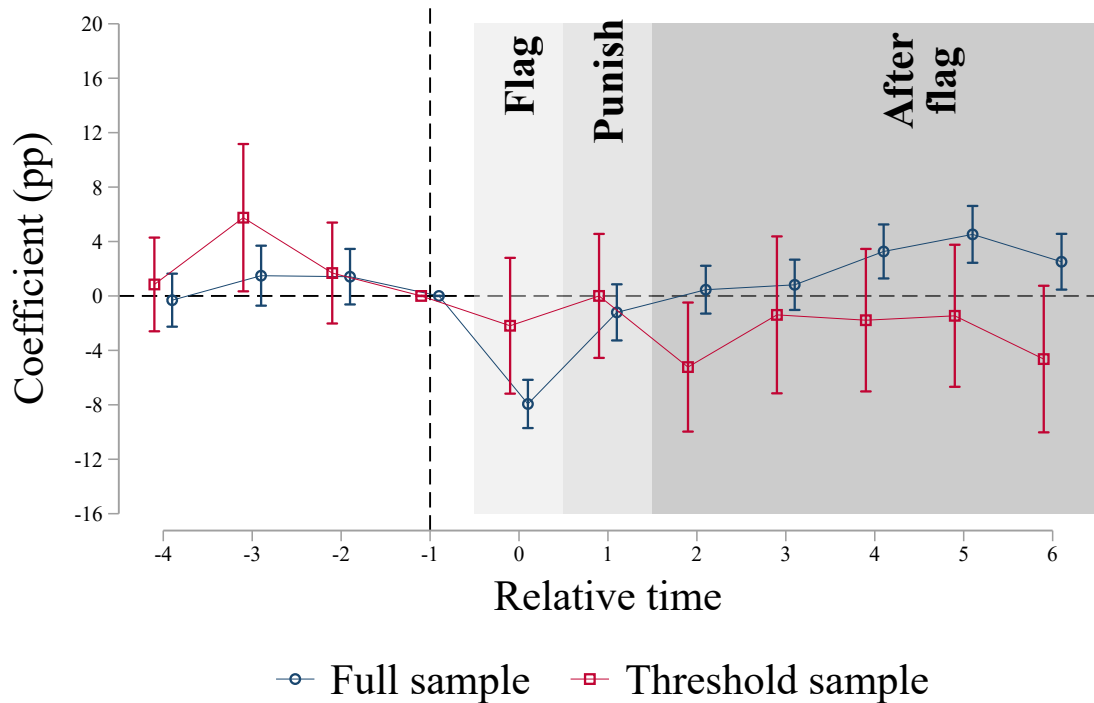 20
16
12
8
4
0
-4
-8
-12
-16
Coefficient (pp)
Flag
Punish
After
flag
-4 -3 -2 -1 0 1 2 3 4 5 6
Relative time
Full sample Threshold sample